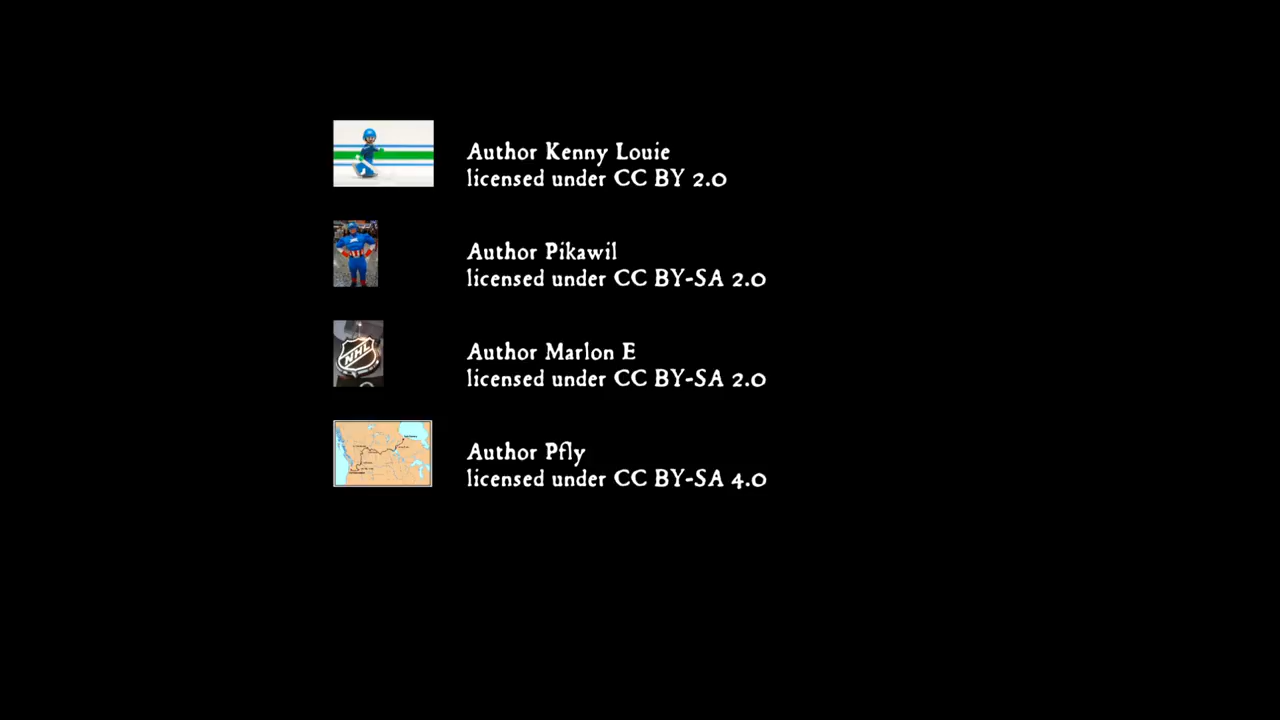 Author Kenny Louie
licensed under CC BY 2.0
Author Pikawil
licensed under CC BY-SA 2.0
NHL
Author Marlon E
licensed under CC BY-SA 2.0
Author Pfly
licensed under CC BY-SA 4.0